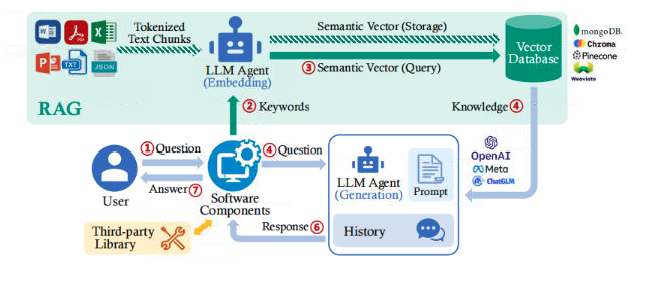 Tokenized
Text Chunks
TXT
JSON
RAG
LLM Agent
(Embedding)
Semantic Vector (Storage)
③ Semantic Vector (Query)
Vector
Database
mongoDB.
Chroma
Pinecone
Weaviate
② Keywords
Knowledge ④
① Question
Answer ⑦
User
Software
Components
Third-party
Library
④ Question
Response ⑥
LLM Agent
(Generation)
Prompt
History
OpenAI
Meta
ChatGLM